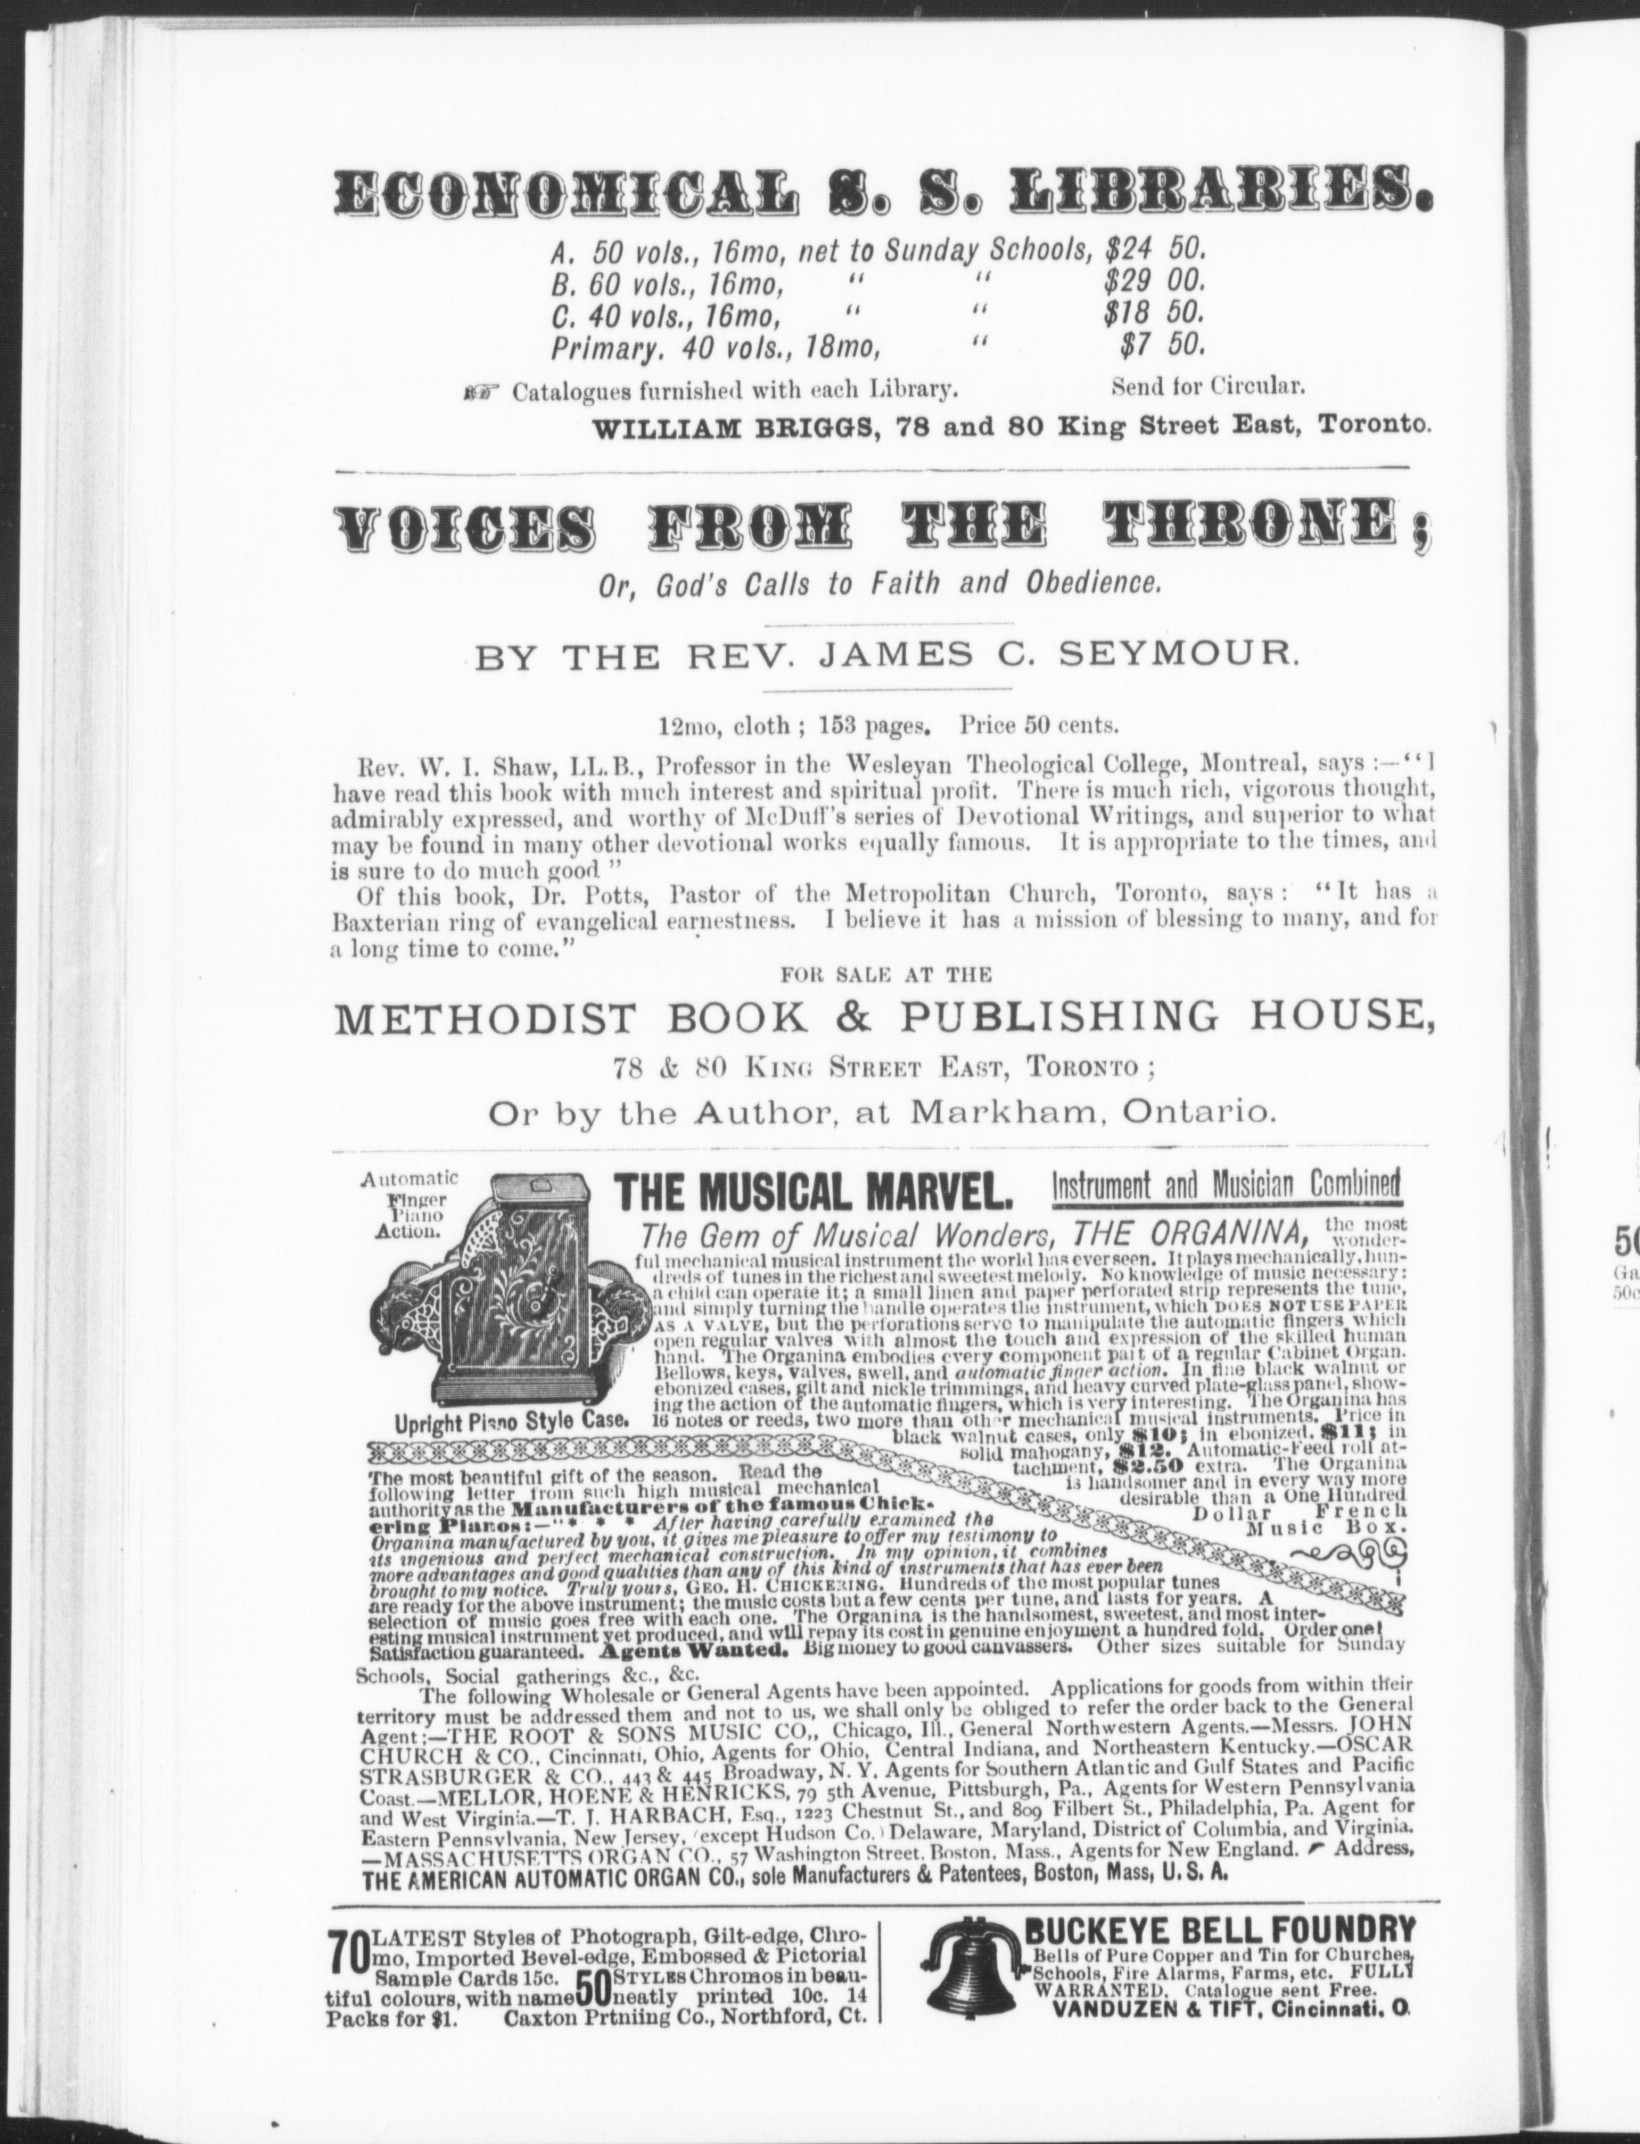 ECONOMICAL S. S. LIBRARIES.
A. 50 vols., 16mo, net to Sunday Schools, $24 50.
B. 60 vols., 16mo, " " $29 00.
C. 40 vols., 16mo, " " $18 50.
Primary. 40 vols., 18mo, " $7 50.
☞ Catalogues furnished with each Library. Send for Circular.
WILLIAM BRIGGS, 78 and 80 King Street East, Toronto.
VOICES FROM THE THRONE;
Or, God's Calls to Faith and Obedience.
BY THE REV. JAMES C. SEYMOUR.
12mo, cloth; 153 pages. Price 50 cents.
Rev. W. I. Shaw, LL.B., Professor in the Wesleyan Theological College, Montreal, says:—"I
have read this book with much interest and spiritual profit. There is much rich, vigorous thought,
admirably expressed, and worthy of McDuff's series of Devotional Writings, and superior to what
may be found in many other devotional works equally famous. It is appropriate to the times, and
is sure to do much good"
Of this book, Dr. Potts, Pastor of the Metropolitan Church, Toronto, says: "It has a
Baxterian ring of evangelical earnestness. I believe it has a mission of blessing to many, and for
a long time to come."
FOR SALE AT THE
METHODIST BOOK & PUBLISHING HOUSE,
78 & 80 KING STREET EAST, TORONTO;
Or by the Author, at Markham, Ontario.
Automatic
Finger
Piano
Action.
Upright Piano Style Case.
THE MUSICAL MARVEL. Instrument and Musician Combined
The Gem of Musical Wonders, THE ORGANINA, the most
wonder-
ful mechanical musical instrument the world has ever seen. It plays mechanically, hun-
dreds of tunes in the richest and sweetest melody. No knowledge of music necessary:
a child can operate it; a small linen and paper perforated strip represents the tune,
and simply turning the handle operates the instrument, which DOES NOT USE PAPER
AS A VALVE, but the perforations serve to manipulate the automatic fingers which
open regular valves with almost the touch and expression of the skilled human
hand. The Organina embodies every component part of a regular Cabinet Organ.
Bellows, keys, valves, swell, and automatic finger action. In fine black walnut or
ebonized cases, gilt and nickle trimmings, and heavy curved plate-glass panel, show-
ing the action of the automatic fingers, which is very interesting. The Organina has
16 notes or reeds, two more than other mechanical musical instruments. Price in
black walnut cases, only $10; in ebonized, $11; in
solid mahogany, $12. Automatic-Feed roll at-
tachment, $2.50 extra. The Organina
is handsomer and in every way more
desirable than a One Hundred
Dollar French
Music Box.
The most beautiful gift of the season. Read the
following letter from such high musical mechanical
authority as the Manufacturers of the famous Chick-
ering Pianos:—"* * * After having carefully examined the
Organina manufactured by you, it gives me pleasure to offer my testimony to
its ingenious and perfect mechanical construction. In my opinion, it combines
more advantages and good qualities than any of this kind of instruments that has ever been
brought to my notice. Truly yours, GEO. H. CHICKERING. Hundreds of the most popular tunes
are ready for the above instrument; the music costs but a few cents per tune, and lasts for years. A
selection of music goes free with each one. The Organina is the handsomest, sweetest, and most inter-
esting musical instrument yet produced, and will repay its cost in genuine enjoyment a hundred fold. Order one!
Satisfaction guaranteed. Agents Wanted. Big money to good canvassers. Other sizes suitable for Sunday
Schools, Social gatherings &c., &c.
The following Wholesale or General Agents have been appointed. Applications for goods from within their
territory must be addressed them and not to us, we shall only be obliged to refer the order back to the General
Agent:—THE ROOT & SONS MUSIC CO., Chicago, Ill., General Northwestern Agents.—Messrs. JOHN
CHURCH & CO., Cincinnati, Ohio, Agents for Ohio, Central Indiana, and Northeastern Kentucky.—OSCAR
STRASBURGER & CO., 443 & 445 Broadway, N. Y. Agents for Southern Atlantic and Gulf States and Pacific
Coast.—MELLOR, HOENE & HENRICKS, 79 5th Avenue, Pittsburgh, Pa., Agents for Western Pennsylvania
and West Virginia.—T. J. HARBACH, Esq., 1223 Chestnut St., and 809 Filbert St., Philadelphia, Pa. Agent for
Eastern Pennsylvania, New Jersey, (except Hudson Co.) Delaware, Maryland, District of Columbia, and Virginia.
—MASSACHUSETTS ORGAN CO., 57 Washington Street, Boston, Mass., Agents for New England. Address,
THE AMERICAN AUTOMATIC ORGAN CO., sole Manufacturers & Patentees, Boston, Mass, U. S. A.
70 LATEST Styles of Photograph, Gilt-edge, Chro-
mo, Imported Bevel-edge, Embossed & Pictorial
Sample Cards 15c. 50 STYLES Chromos in beau-
tiful colours, with name neatly printed 10c. 14
Packs for $1. Caxton Prtniing Co., Northford, Ct.
BUCKEYE BELL FOUNDRY
Bells of Pure Copper and Tin for Churches,
Schools, Fire Alarms, Farms, etc. FULLY
WARRANTED. Catalogue sent Free.
VANDUZEN & TIFT, Cincinnati, O.
50
Ga
50c